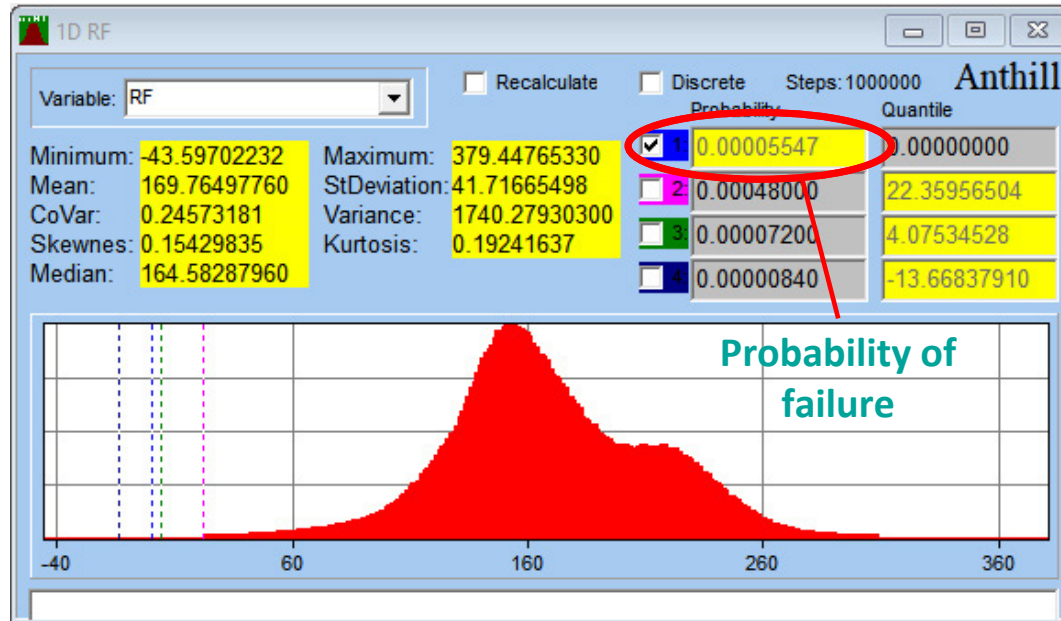 1D RF
Variable: RF
Recalculate
Discrete
Steps: 1000000
Anthill
Probability
Quantile
Minimum: -43.59702232
Maximum: 379.44765330
1: 0.00005547
0.00000000
Mean: 169.76497760
StDeviation: 41.71665498
2: 0.00048000
22.35956504
CoVar: 0.24573181
Variance: 1740.27930300
3: 0.00007200
4.07534528
Skewnes: 0.15429835
Kurtosis: 0.19241637
4: 0.00000840
-13.66837910
Median: 164.58287960
Probability of
failure
-40 60 160 260 360